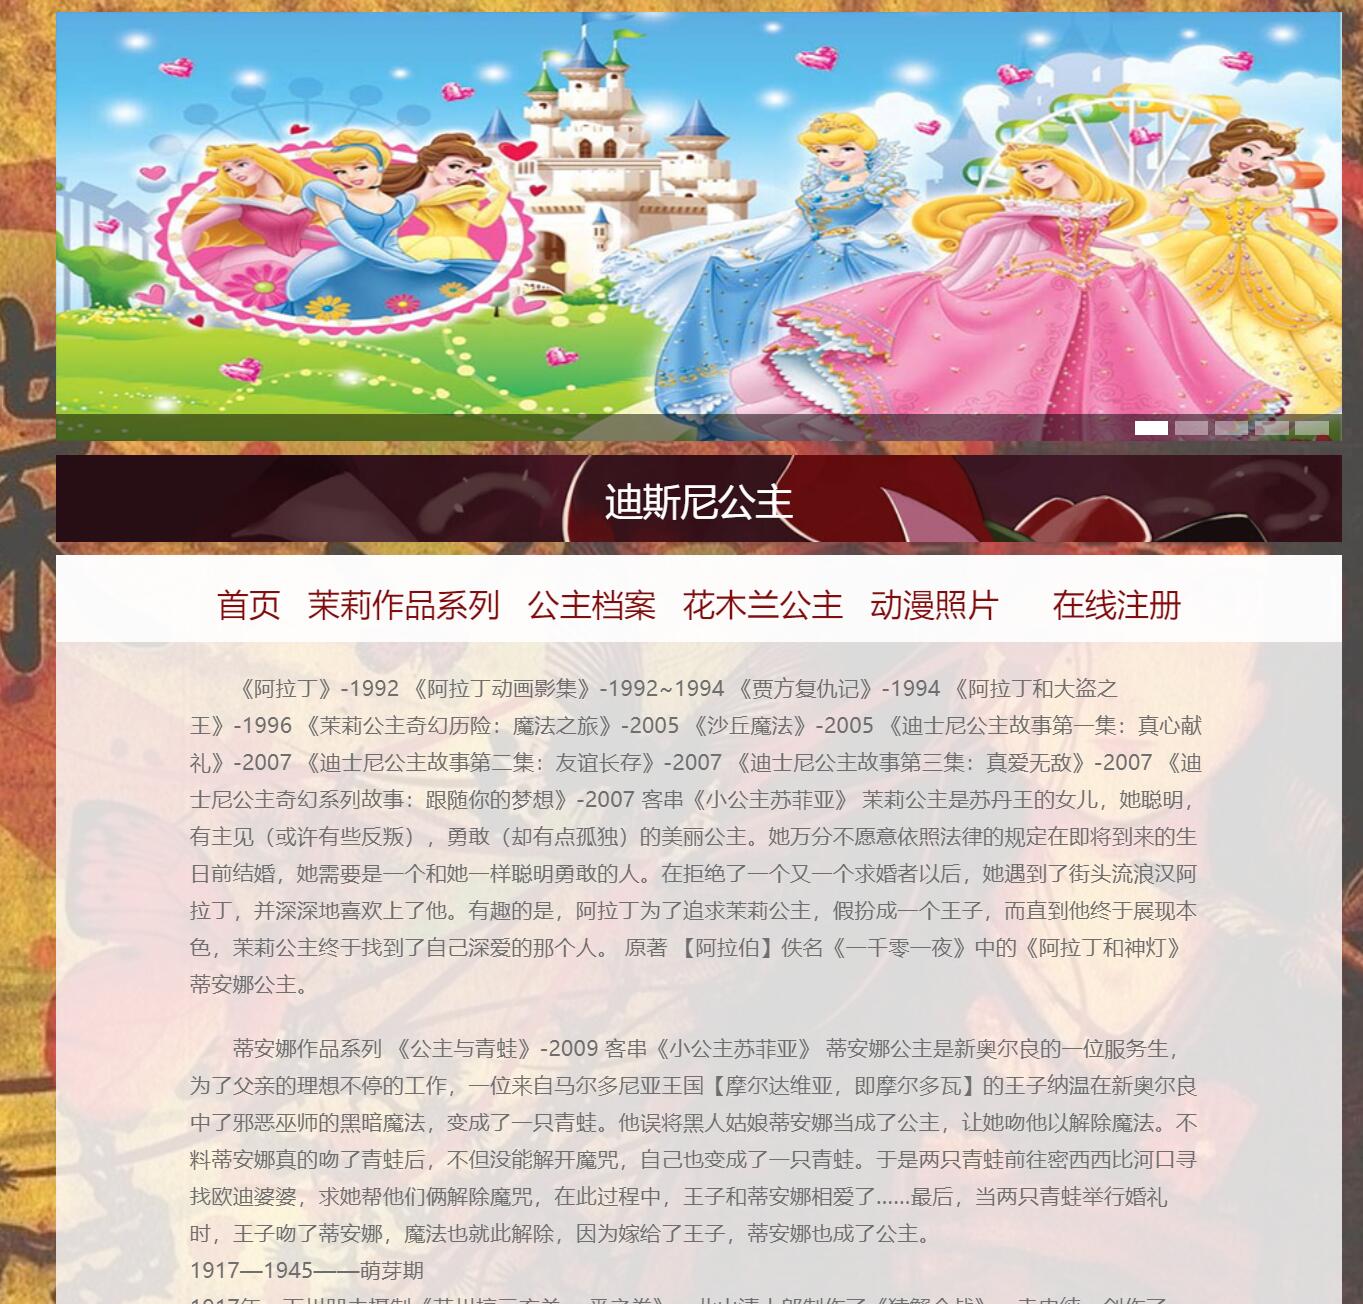 迪斯尼公主
首页 茉莉作品系列 公主档案 花木兰公主 动漫照片 在线注册
《阿拉丁》-1992 《阿拉丁动画影集》-1992~1994 《贾方复仇记》-1994 《阿拉丁和大盗之
王》-1996 《茉莉公主奇幻历险：魔法之旅》-2005 《沙丘魔法》-2005 《迪士尼公主故事第一集：真心献
礼》-2007 《迪士尼公主故事第二集：友谊长存》-2007 《迪士尼公主故事第三集：真爱无敌》-2007 《迪
士尼公主奇幻系列故事：跟随你的梦想》-2007 客串《小公主苏菲亚》 茉莉公主是苏丹王的女儿，她聪明，
有主见（或许有些反叛），勇敢（却有点孤独）的美丽公主。她万分不愿意依照法律的规定在即将到来的生
日前结婚，她需要是一个和她一样聪明勇敢的人。在拒绝了一个又一个求婚者以后，她遇到了街头流浪汉阿
拉丁，并深深地喜欢上了他。有趣的是，阿拉丁为了追求茉莉公主，假扮成一个王子，而直到他终于展现本
色，茉莉公主终于找到了自己深爱的那个人。 原著 【阿拉伯】佚名《一千零一夜》中的《阿拉丁和神灯》
蒂安娜公主。
蒂安娜作品系列 《公主与青蛙》-2009 客串《小公主苏菲亚》 蒂安娜公主是新奥尔良的一位服务生，
为了父亲的理想不停的工作，一位来自马尔多尼亚王国【摩尔达维亚，即摩尔多瓦】的王子纳温在新奥尔良
中了邪恶巫师的黑暗魔法，变成了一只青蛙。他误将黑人姑娘蒂安娜当成了公主，让她吻他以解除魔法。不
料蒂安娜真的吻了青蛙后，不但没能解开魔咒，自己也变成了一只青蛙。于是两只青蛙前往密西西比河口寻
找欧迪婆婆，求她帮他们俩解除魔咒，在此过程中，王子和蒂安娜相爱了......最后，当两只青蛙举行婚礼
时，王子吻了蒂安娜，魔法也就此解除，因为嫁给了王子，蒂安娜也成了公主。
1917—1945——萌芽期